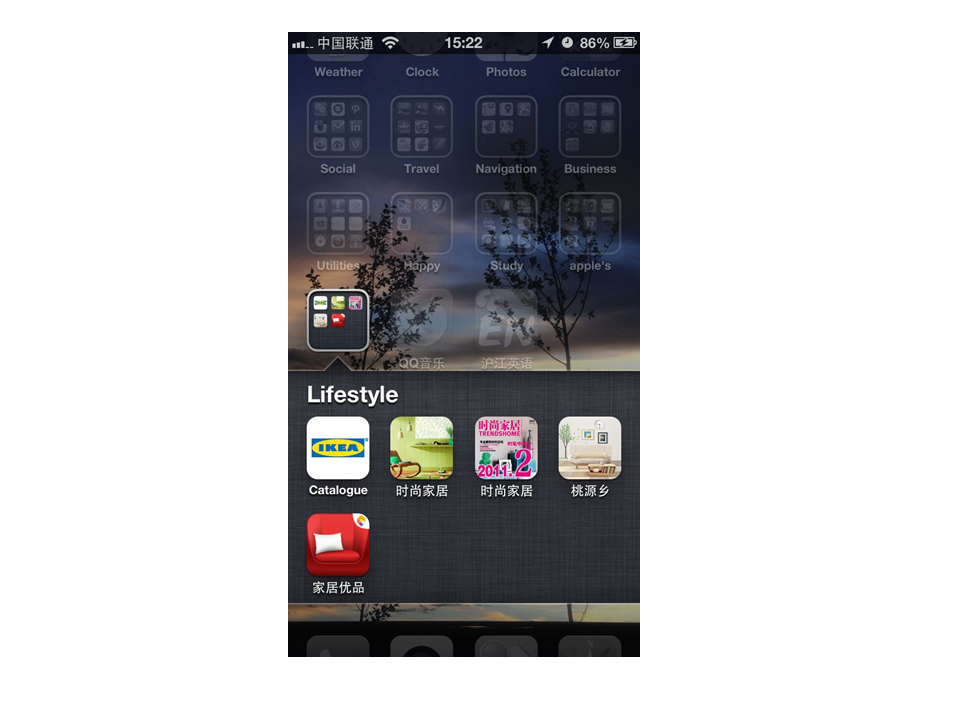 中国联通 15:22 86%
Weather Clock Photos Calculator
Social Travel Navigation Business
Utilities Happy Study apple's
EN
QQ音乐 沪江英语
Lifestyle
IKEA
时尚家居
TRENDSHOME
2011.2
Catalogue 时尚家居 时尚家居 桃源乡
家居优品